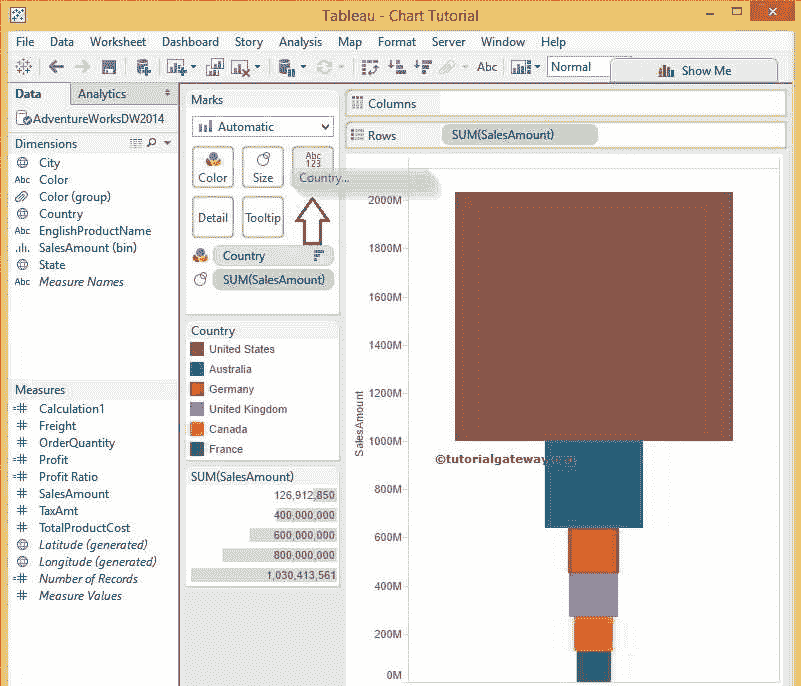 Tableau - Chart Tutorial
File Data Worksheet Dashboard Story Analysis Map Format Server Window Help
Abc Normal Show Me
Data Analytics
AdventureWorksDW2014
Dimensions
City
Abc Color
Color (group)
Country
Abc EnglishProductName
SalesAmount (bin)
State
Abc Measure Names
Measures
Calculation1
Freight
OrderQuantity
Profit
Profit Ratio
SalesAmount
TaxAmt
TotalProductCost
Latitude (generated)
Longitude (generated)
Number of Records
Measure Values
Marks
Automatic
Abc
123
Color Size Country...
Detail Tooltip
Country
SUM(SalesAmount)
Country
United States
Australia
Germany
United Kingdom
Canada
France
SUM(SalesAmount)
126,912,850
400,000,000
600,000,000
800,000,000
1,030,413,561
Columns
Rows SUM(SalesAmount)
2000M
1800M
1600M
1400M
1200M
1000M
800M
600M
400M
200M
0M
SalesAmount
©tutorialgateway